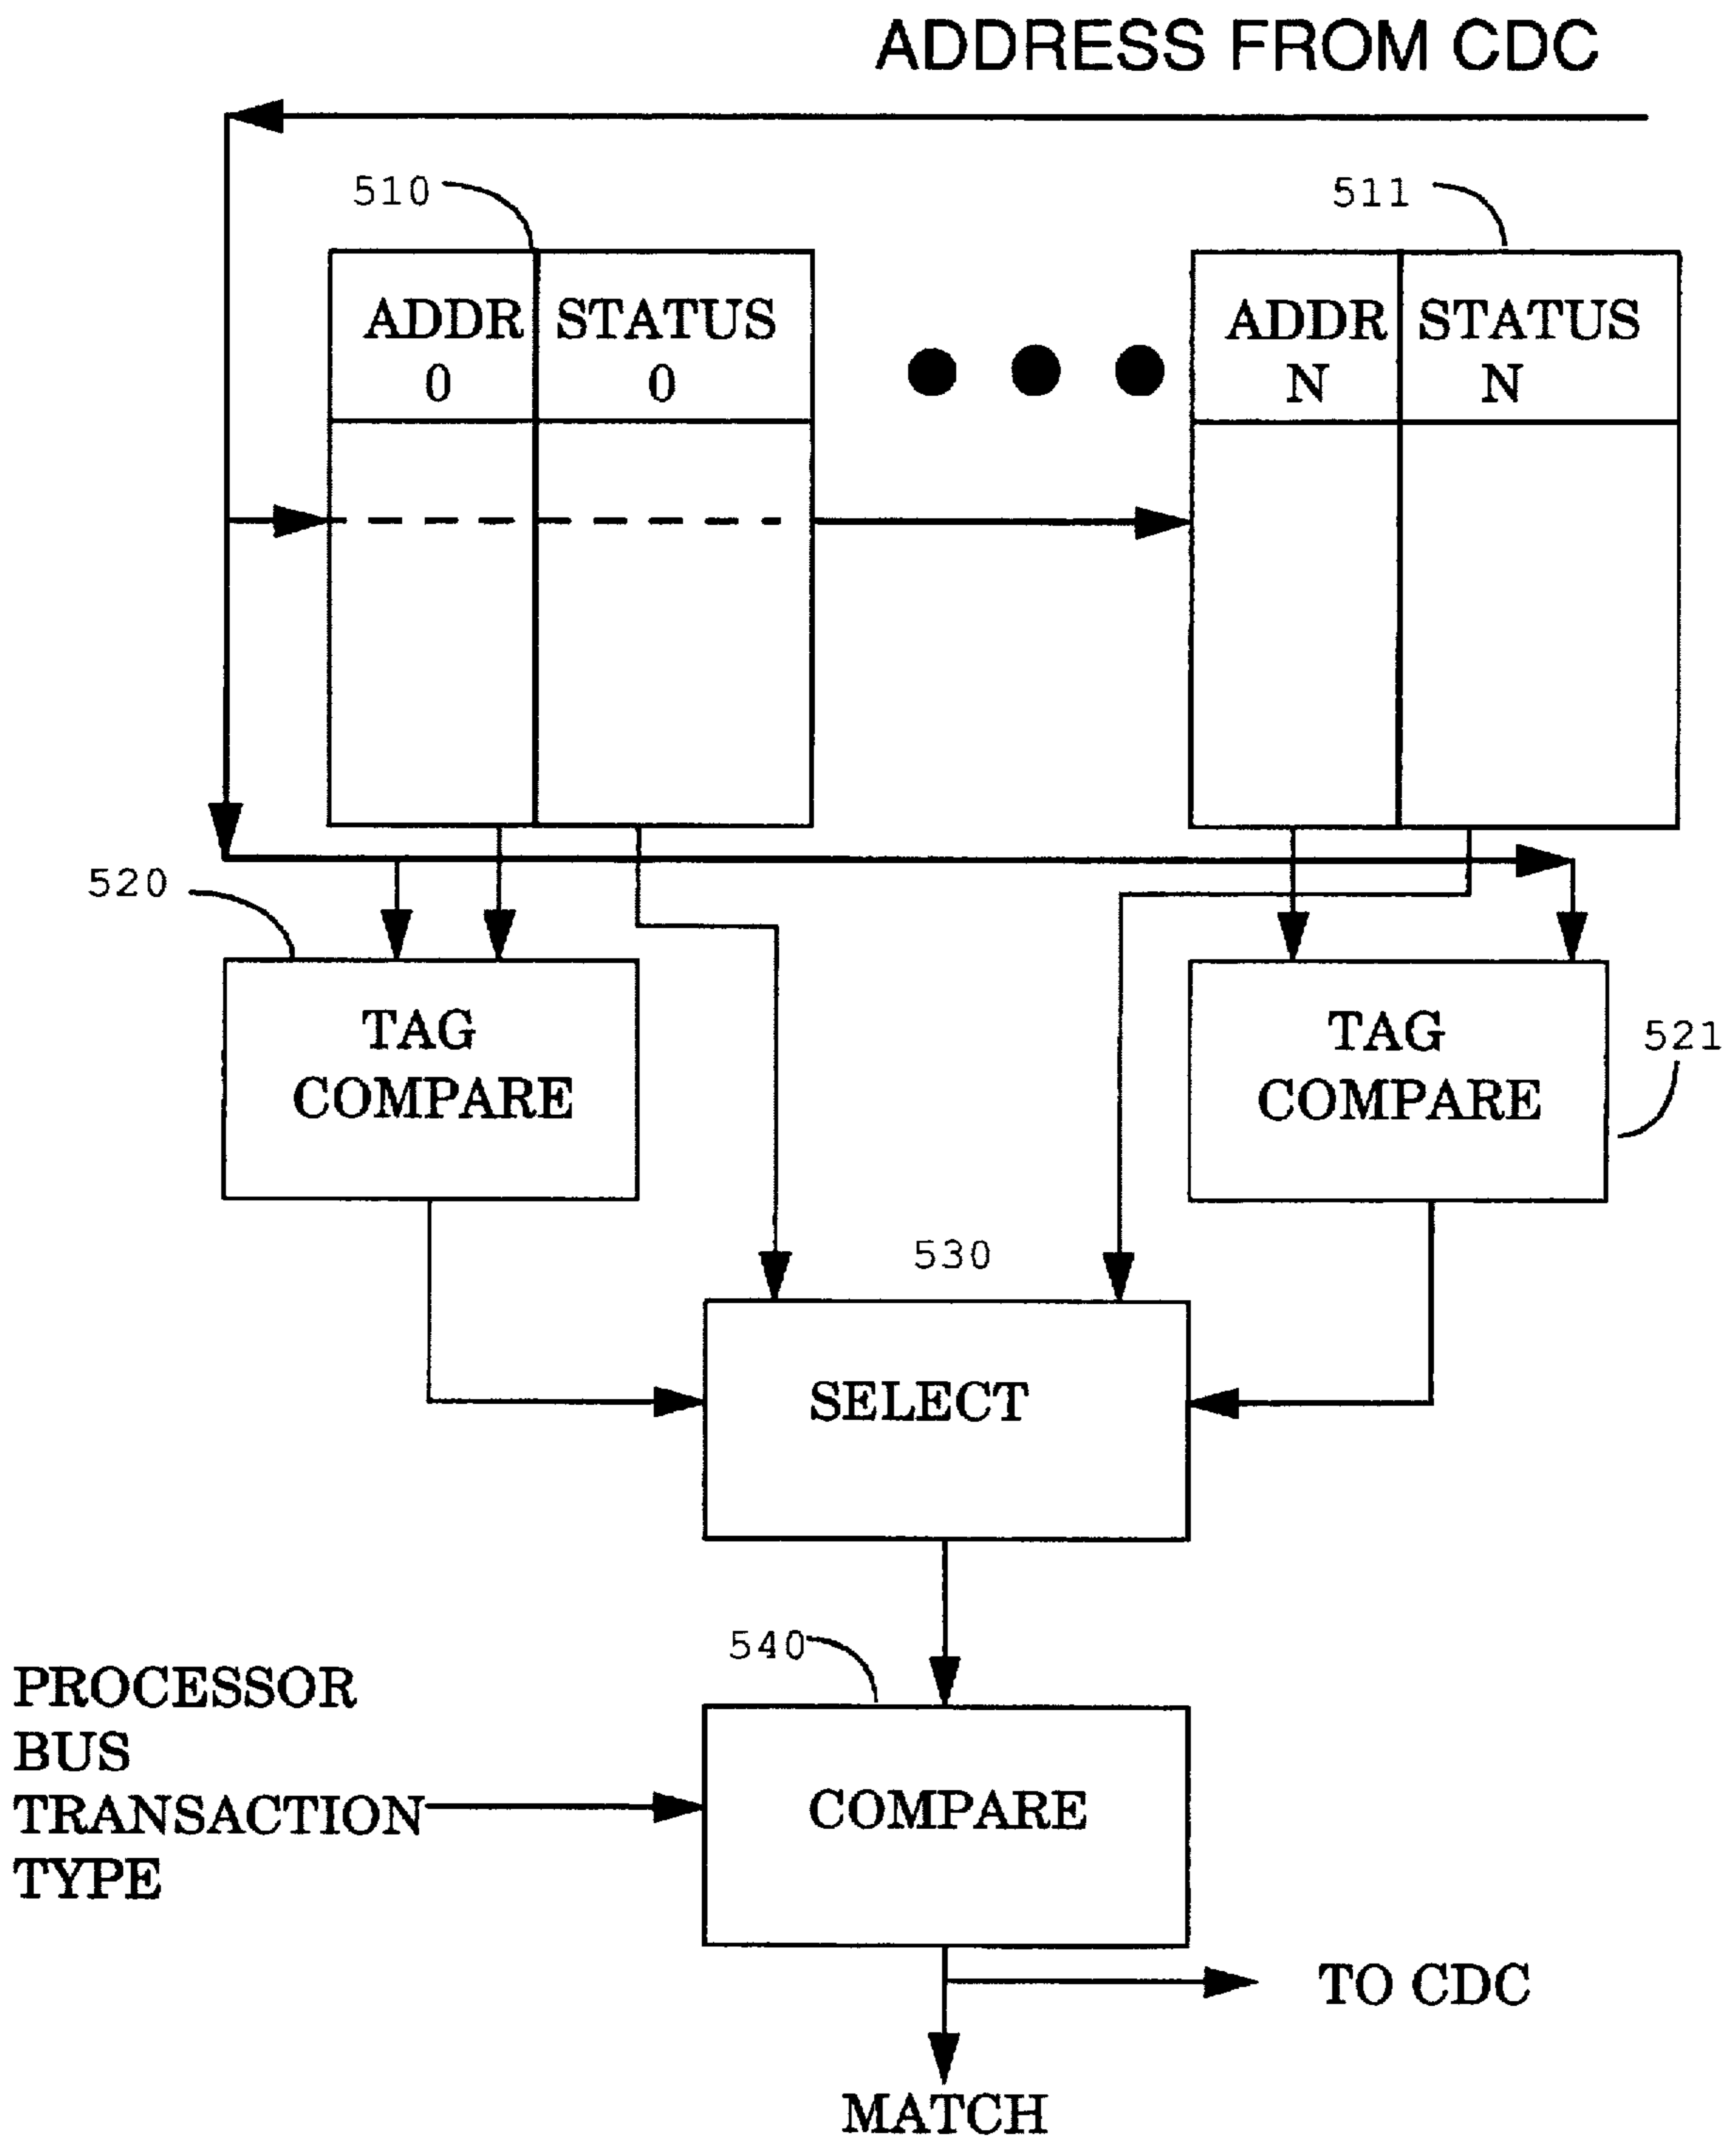 ADDRESS FROM CDC
510
511
ADDR STATUS
0 0
ADDR STATUS
N N
520
TAG
COMPARE
TAG
COMPARE
521
530
SELECT
540
PROCESSOR
BUS
TRANSACTION
TYPE
COMPARE
TO CDC
MATCH